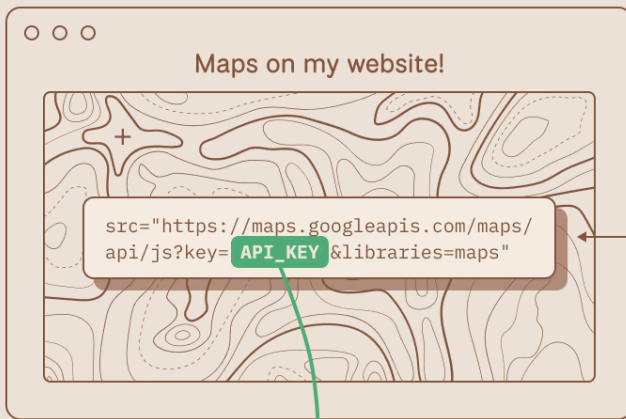 Maps on my website!
src="https://maps.googleapis.com/maps/
api/js?key=API_KEY&libraries=maps"